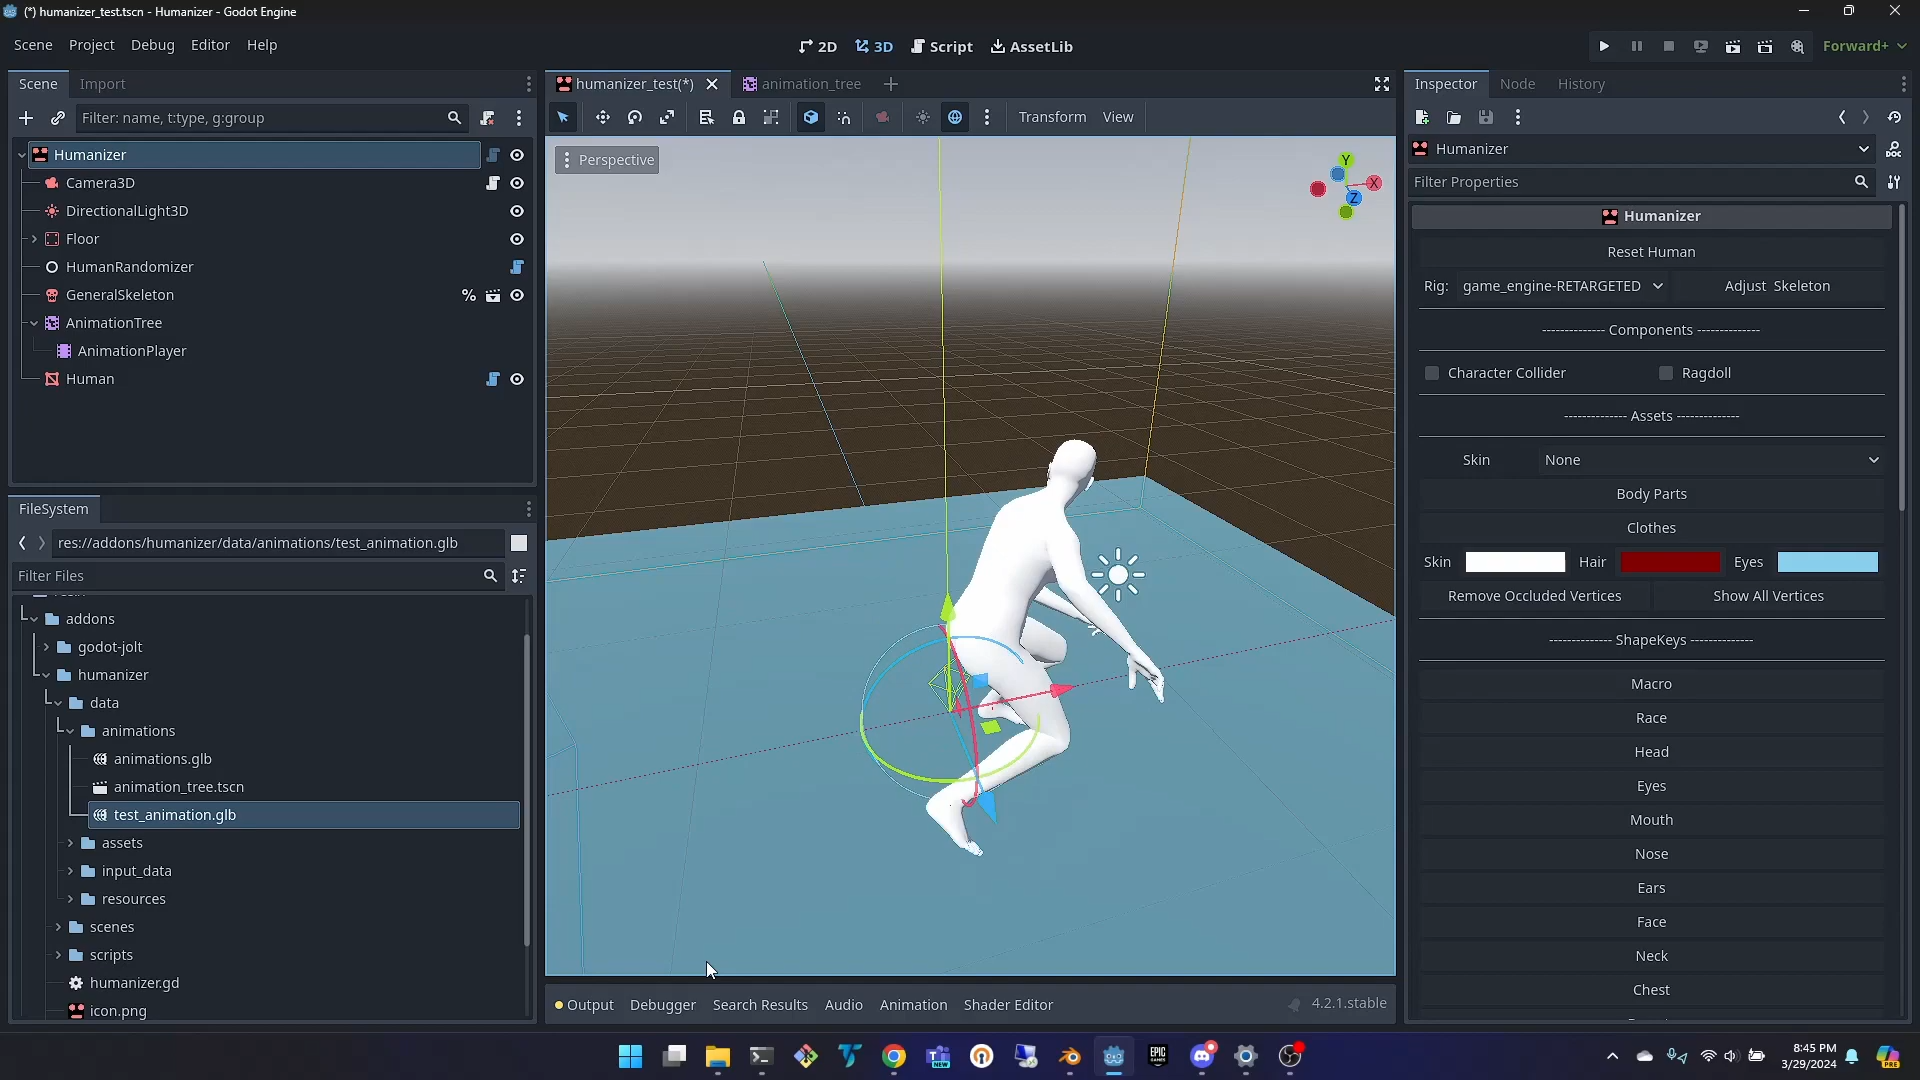 (*) humanizer_test.tscn - Humanizer - Godot Engine
Scene Project Debug Editor Help
2D 3D Script AssetLib
Forward+
Scene Import
Filter: name, t:type, g:group
Humanizer
Camera3D
DirectionalLight3D
Floor
HumanRandomizer
GeneralSkeleton
%
AnimationTree
AnimationPlayer
Human
FileSystem
res://addons/humanizer/data/animations/test_animation.glb
Filter Files
addons
godot-jolt
humanizer
data
animations
animations.glb
animation_tree.tscn
test_animation.glb
assets
input_data
resources
scenes
scripts
humanizer.gd
icon.png
humanizer_test(*) animation_tree
Transform View
Perspective
Y
X
Z
Output Debugger Search Results Audio Animation Shader Editor
4.2.1.stable
Inspector Node History
Humanizer
DOC
Filter Properties
Humanizer
Reset Human
Rig: game_engine-RETARGETED Adjust Skeleton
-------------- Components --------------
Character Collider Ragdoll
-------------- Assets --------------
Skin None
Body Parts
Clothes
Skin Hair Eyes
Remove Occluded Vertices Show All Vertices
-------------- ShapeKeys --------------
Macro
Race
Head
Eyes
Mouth
Nose
Ears
Face
Neck
Chest
NEW
EPIC
GAMES
8:45 PM
3/29/2024
PRE